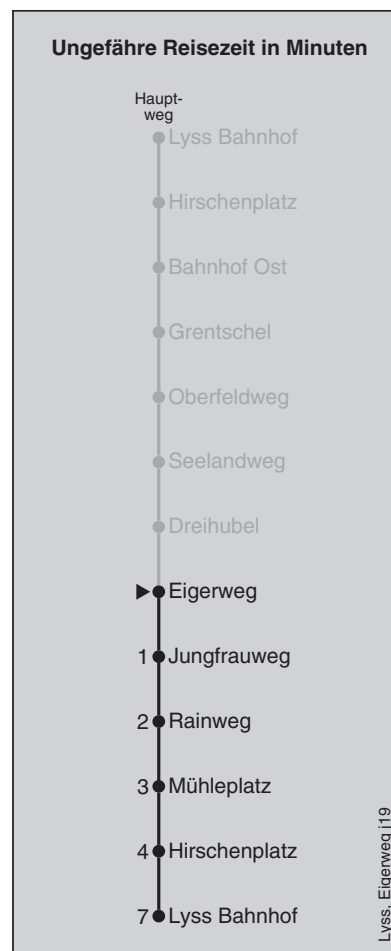 Ungefähre Reisezeit in Minuten
Haupt-
weg
Lyss Bahnhof
Hirschenplatz
Bahnhof Ost
Grentschel
Oberfeldweg
Seelandweg
Dreihubel
Eigerweg
1 Jungfrauweg
2 Rainweg
3 Mühleplatz
4 Hirschenplatz
7 Lyss Bahnhof
Lyss, Eigerweg j19